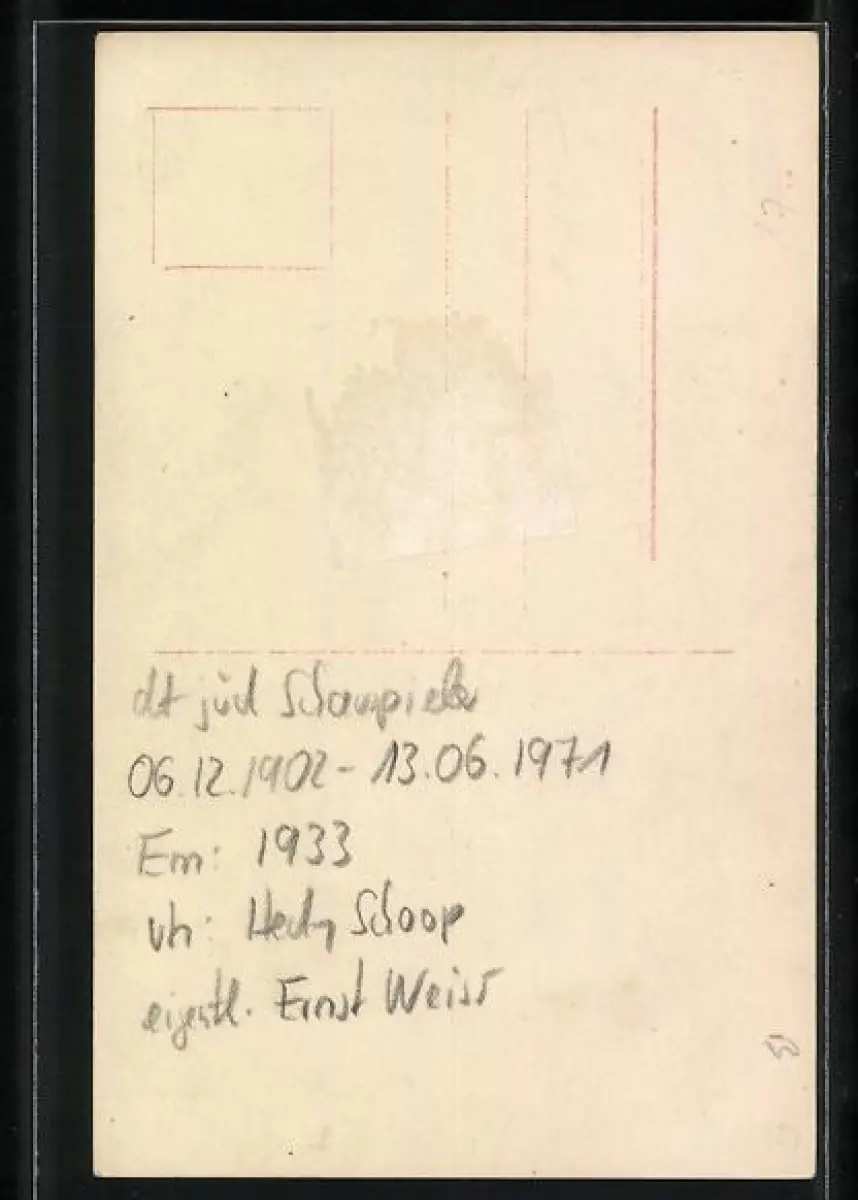 dt jüd Schauspieler
06.12.1902 - 13.06.1971
Em: 1933
vh: Hedy Schoop
eigentl. Ernst Weiss